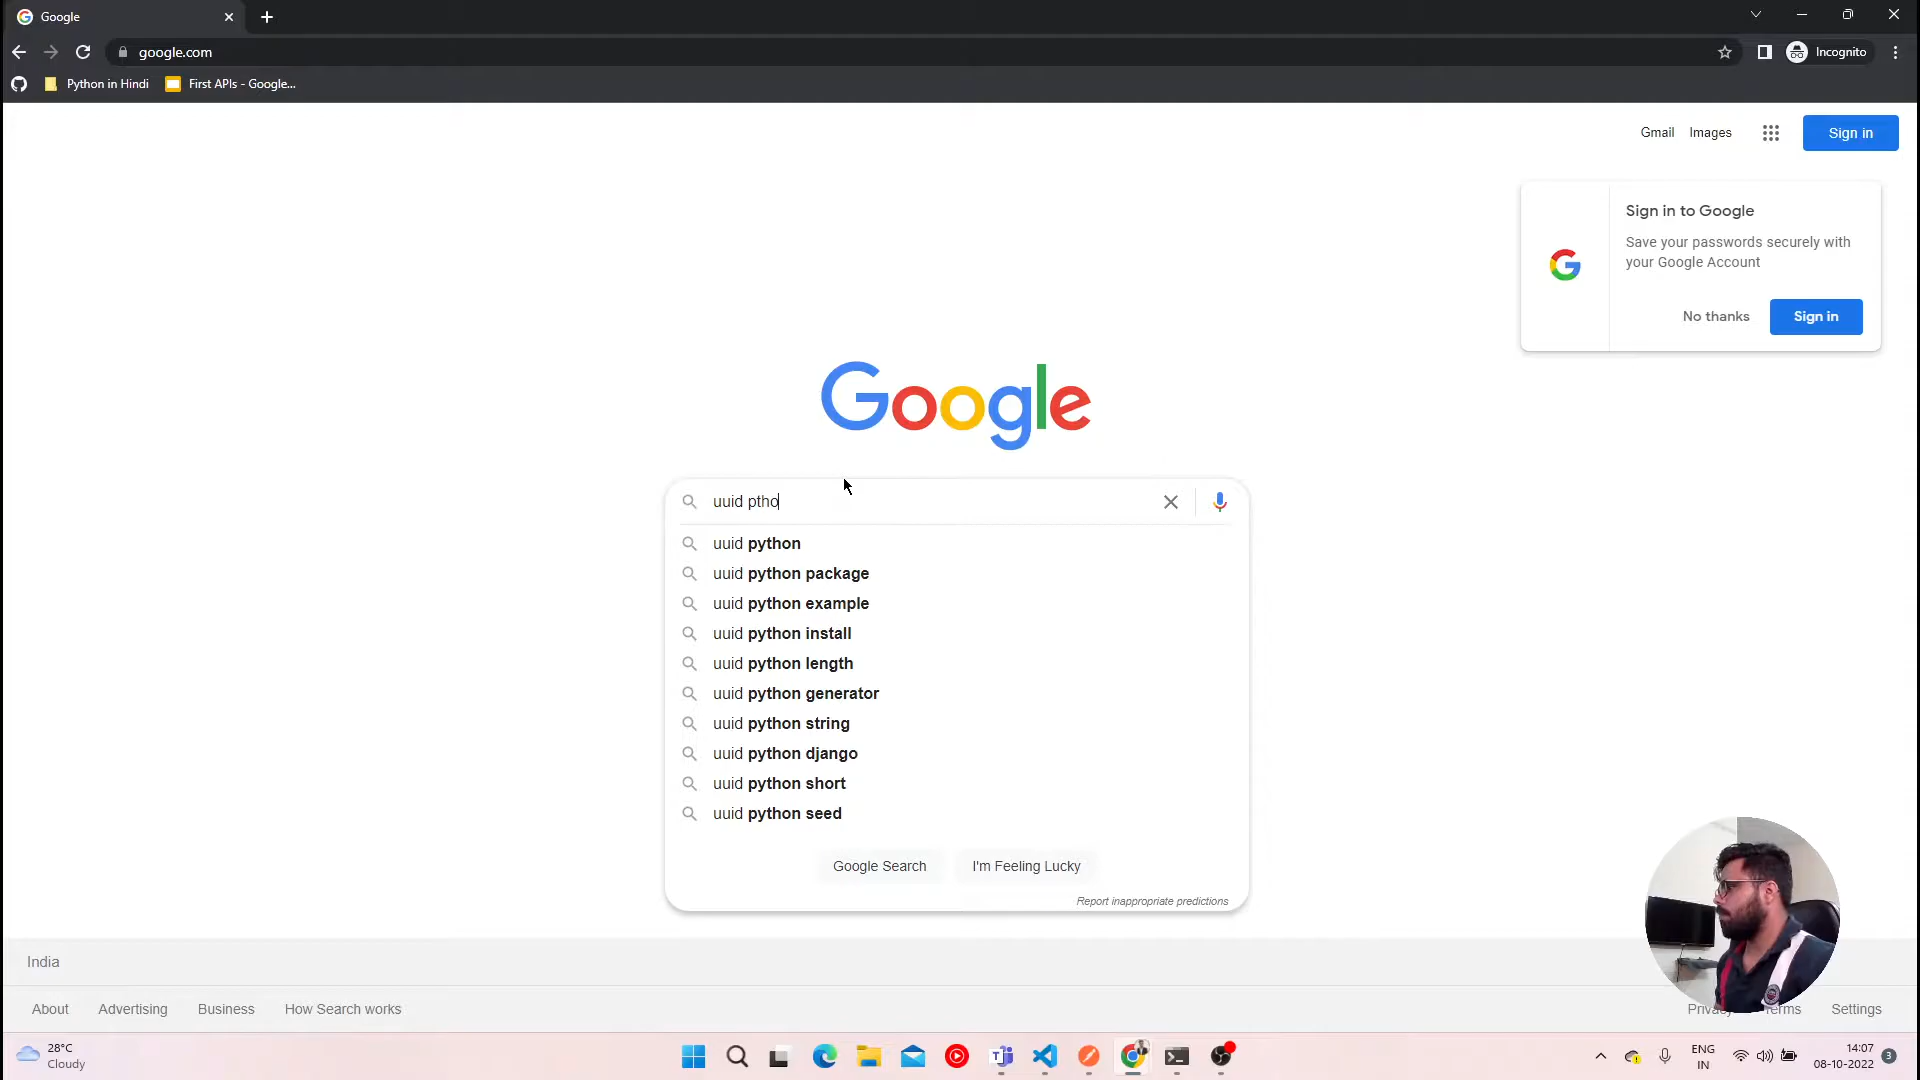 Google
google.com
Incognito
Python in Hindi
First APIs - Google...
Gmail
Images
Sign in
Sign in to Google
Save your passwords securely with
your Google Account
No thanks
Sign in
Google
uuid ptho
uuid python
uuid python package
uuid python example
uuid python install
uuid python length
uuid python generator
uuid python string
uuid python django
uuid python short
uuid python seed
Google Search
I'm Feeling Lucky
Report inappropriate predictions
India
About
Advertising
Business
How Search works
Privacy
Terms
Settings
28°C
Cloudy
ENG
IN
14:07
08-10-2022
3